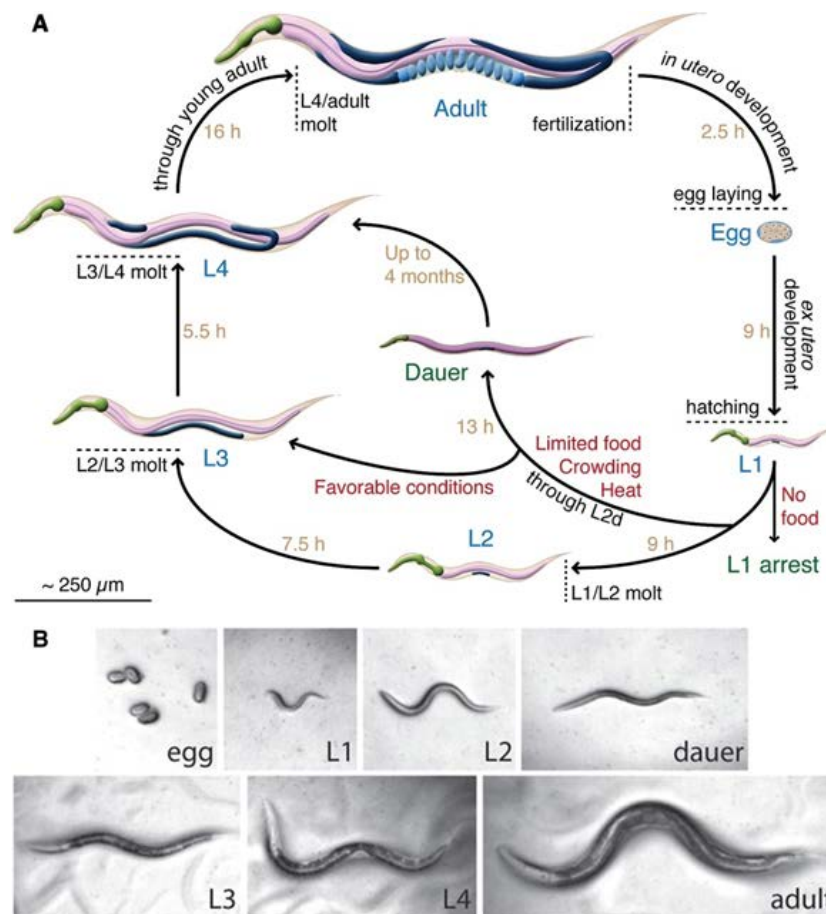 A
through young adult
16 h
L4/adult
molt
Adult
fertilization
in utero development
2.5 h
egg laying
Egg
L3/L4 molt
L4
Up to
4 months
9 h
ex utero
development
5.5 h
Dauer
hatching
L1
13 h
L2/L3 molt
L3
Limited food
Crowding
Heat
Favorable conditions
through L2d
No
food
7.5 h
L2
9 h
L1 arrest
L1/L2 molt
~ 250 µm
B
egg
L1
L2
dauer
L3
L4
adult